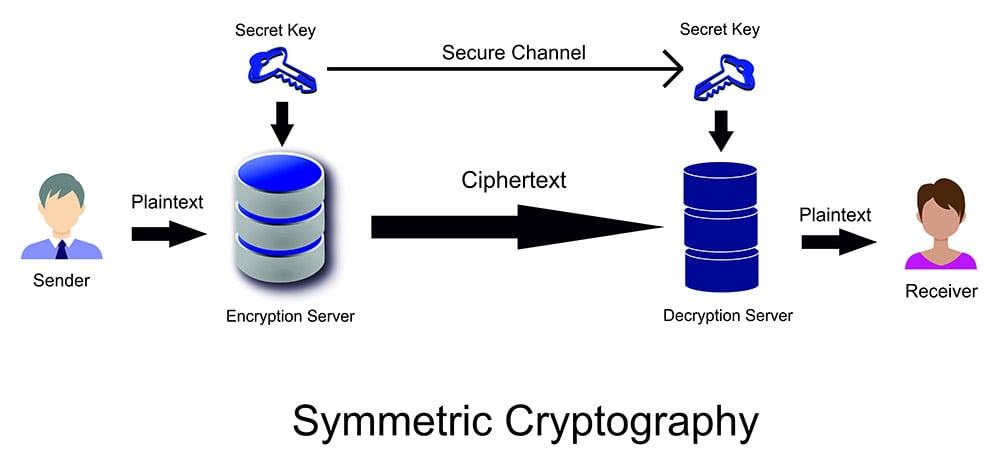 Secret Key
Secure Channel
Secret Key
Plaintext
Ciphertext
Plaintext
Sender
Encryption Server
Decryption Server
Receiver
Symmetric Cryptography